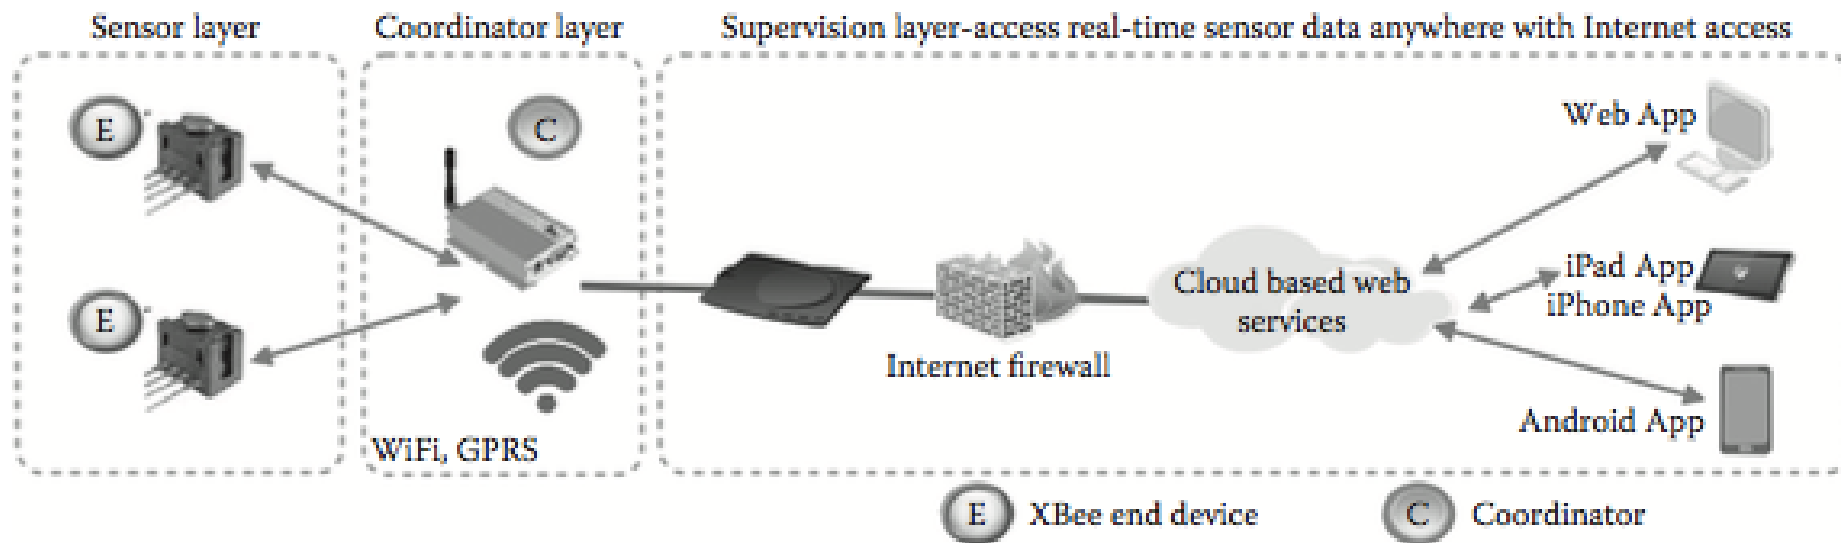 Sensor layer
Coordinator layer
Supervision layer-access real-time sensor data anywhere with Internet access
E
C
Web App
E
Cloud based web
services
iPad App
iPhone App
Internet firewall
Android App
WiFi, GPRS
E XBee end device
C Coordinator